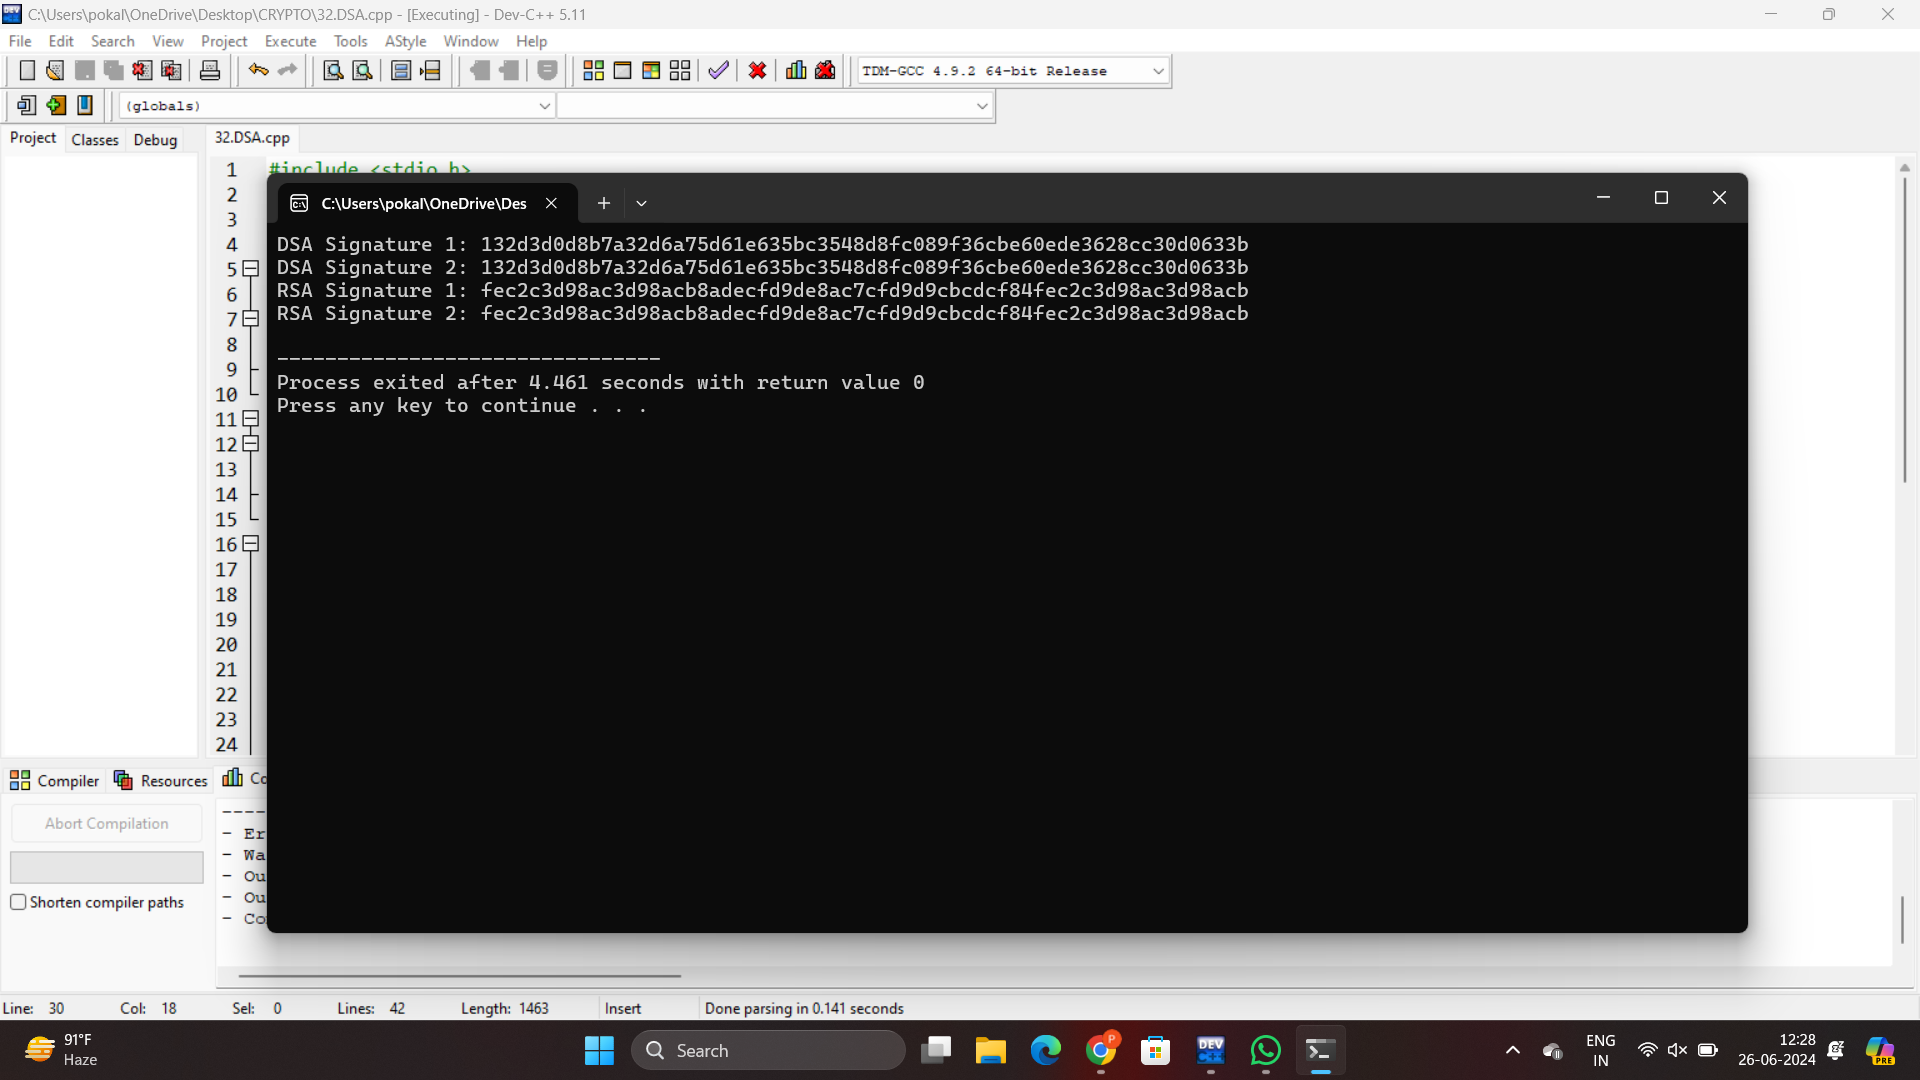 C:\Users\pokal\OneDrive\Desktop\CRYPTO\32.DSA.cpp - [Executing] - Dev-C++ 5.11
File Edit Search View Project Execute Tools AStyle Window Help
TDM-GCC 4.9.2 64-bit Release
(globals)
Project Classes Debug 32.DSA.cpp
1 #include <stdio.h>
2
3
4
5
6
7
8
9
10
11
12
13
14
15
16
17
18
19
20
21
22
23
24
C:\Users\pokal\OneDrive\Des
DSA Signature 1: 132d3d0d8b7a32d6a75d61e635bc3548d8fc089f36cbe60ede3628cc30d0633b
DSA Signature 2: 132d3d0d8b7a32d6a75d61e635bc3548d8fc089f36cbe60ede3628cc30d0633b
RSA Signature 1: fec2c3d98ac3d98acb8adecfd9de8ac7cfd9d9cbcdcf84fec2c3d98ac3d98acb
RSA Signature 2: fec2c3d98ac3d98acb8adecfd9de8ac7cfd9d9cbcdcf84fec2c3d98ac3d98acb
--------------------------------
Process exited after 4.461 seconds with return value 0
Press any key to continue . . .
Compiler Resources Co
Abort Compilation
Shorten compiler paths
----
- Er
- Wa
- Ou
- Ou
- Co
Line: 30 Col: 18 Sel: 0 Lines: 42 Length: 1463 Insert Done parsing in 0.141 seconds
91°F
Haze
Search
P
DEV
ENG
IN
12:28
26-06-2024
PRE